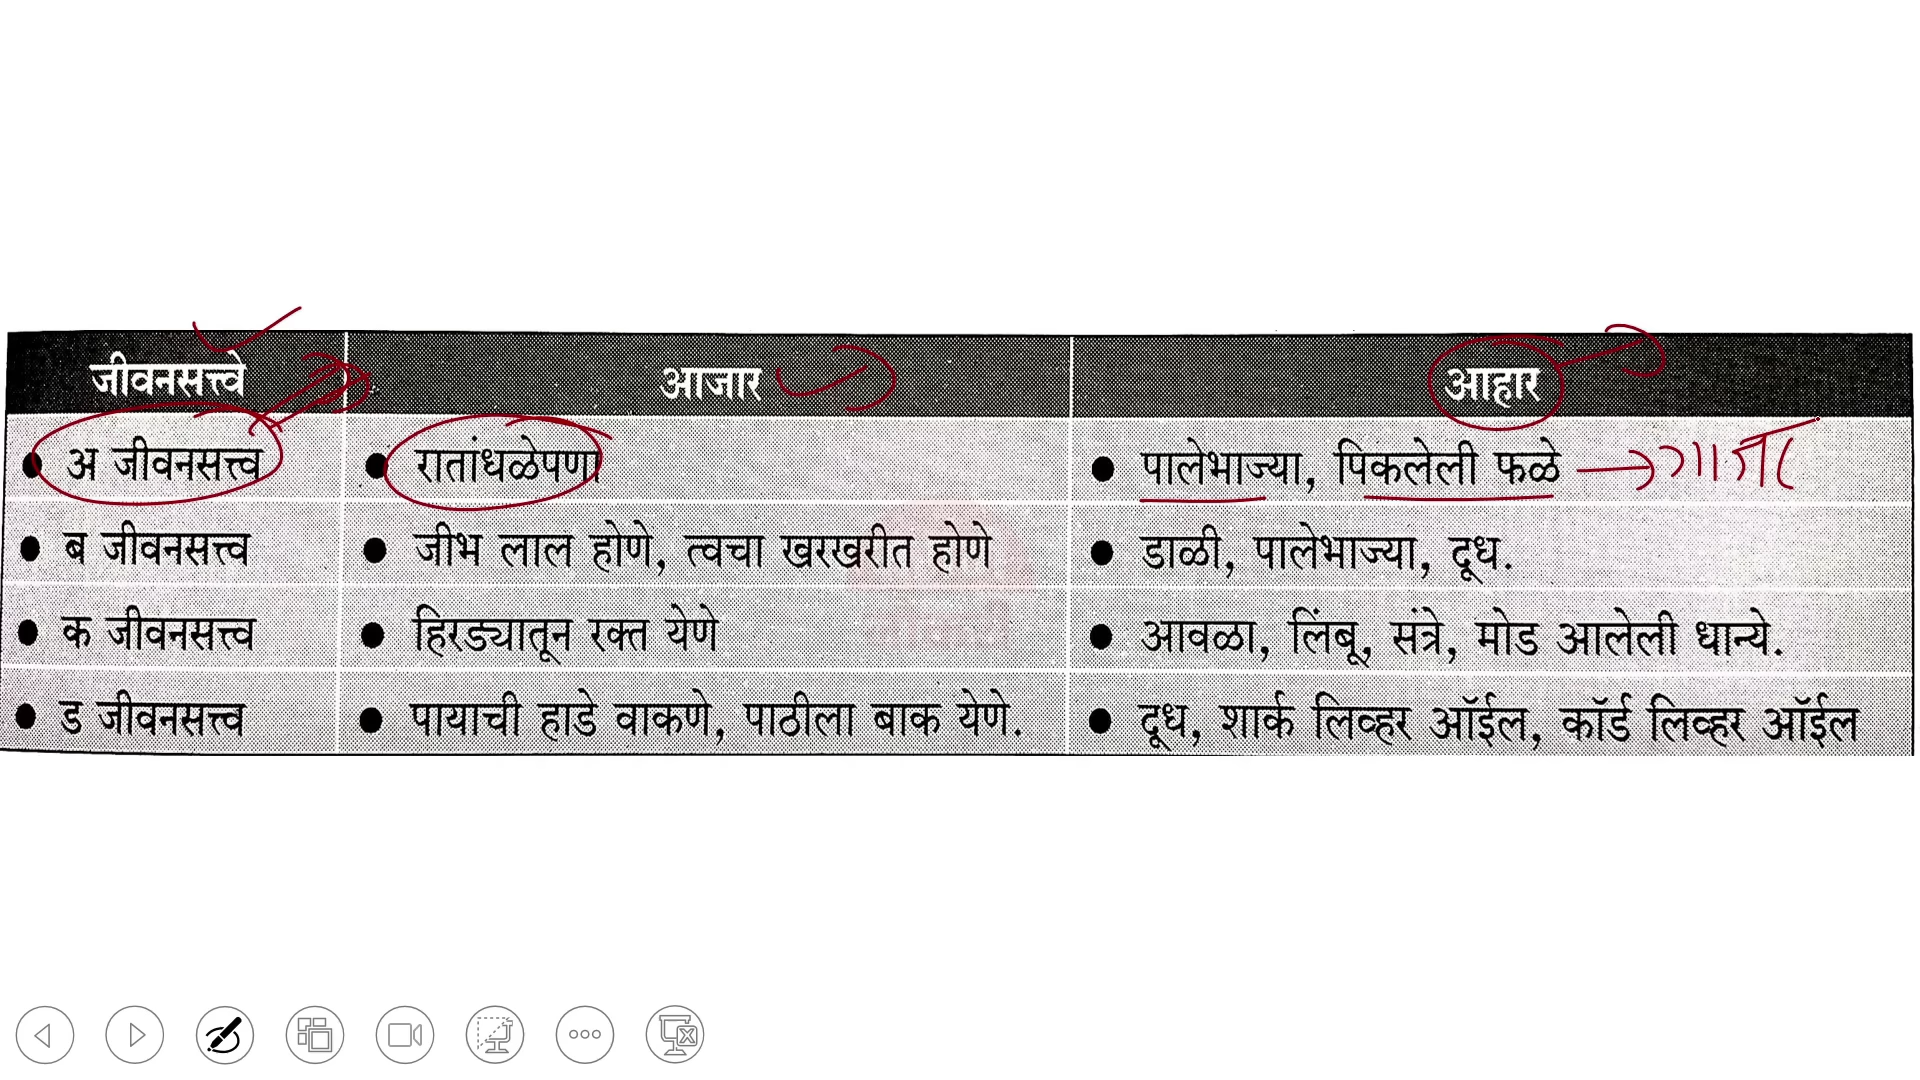 जीवनसत्त्वे आजार आहार
• अ जीवनसत्त्व • रातांधळेपणा • पालेभाज्या, पिकलेली फळे → गाजर
• ब जीवनसत्त्व • जीभ लाल होणे, त्वचा खरखरीत होणे • डाळी, पालेभाज्या, दूध.
• क जीवनसत्त्व • हिरड्यातून रक्त येणे • आवळा, लिंबू, संत्रे, मोड आलेली धान्ये.
• ड जीवनसत्त्व • पायाची हाडे वाकणे, पाठीला बाक येणे. • दूध, शार्क लिव्हर ऑईल, कॉर्ड लिव्हर ऑईल